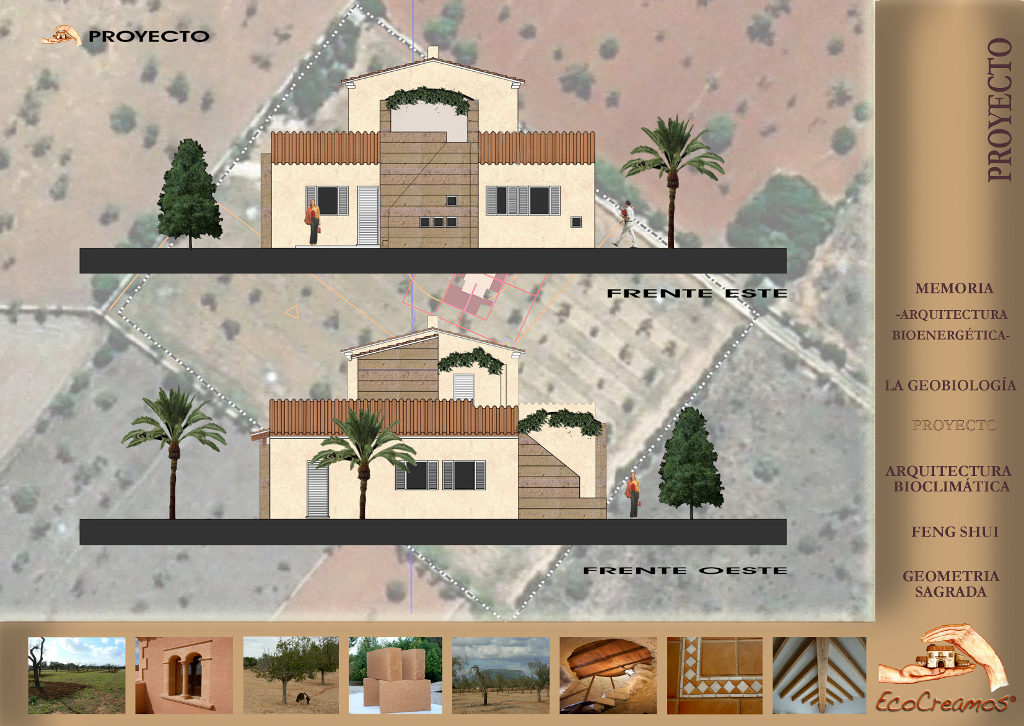 PROYECTO
FRENTE ESTE
FRENTE OESTE
PROYECTO
MEMORIA
-ARQUITECTURA
BIOENERGÉTICA-
LA GEOBIOLOGÍA
PROYECTO
ARQUITECTURA
BIOCLIMÁTICA
FENG SHUI
GEOMETRIA
SAGRADA
EcoCreamos®